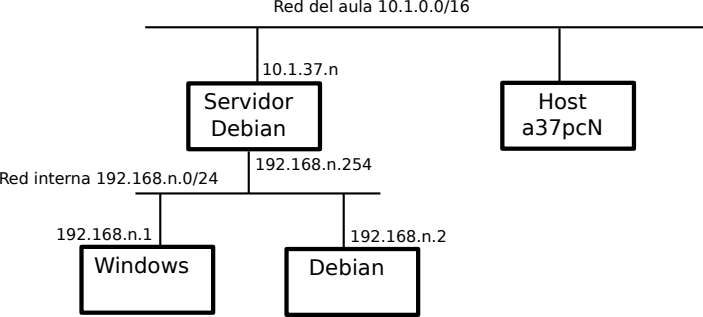 Red del aula 10.1.0.0/16
10.1.37.n
Servidor
Debian
Host
a37pcN
192.168.n.254
Red interna 192.168.n.0/24
192.168.n.1
192.168.n.2
Windows
Debian